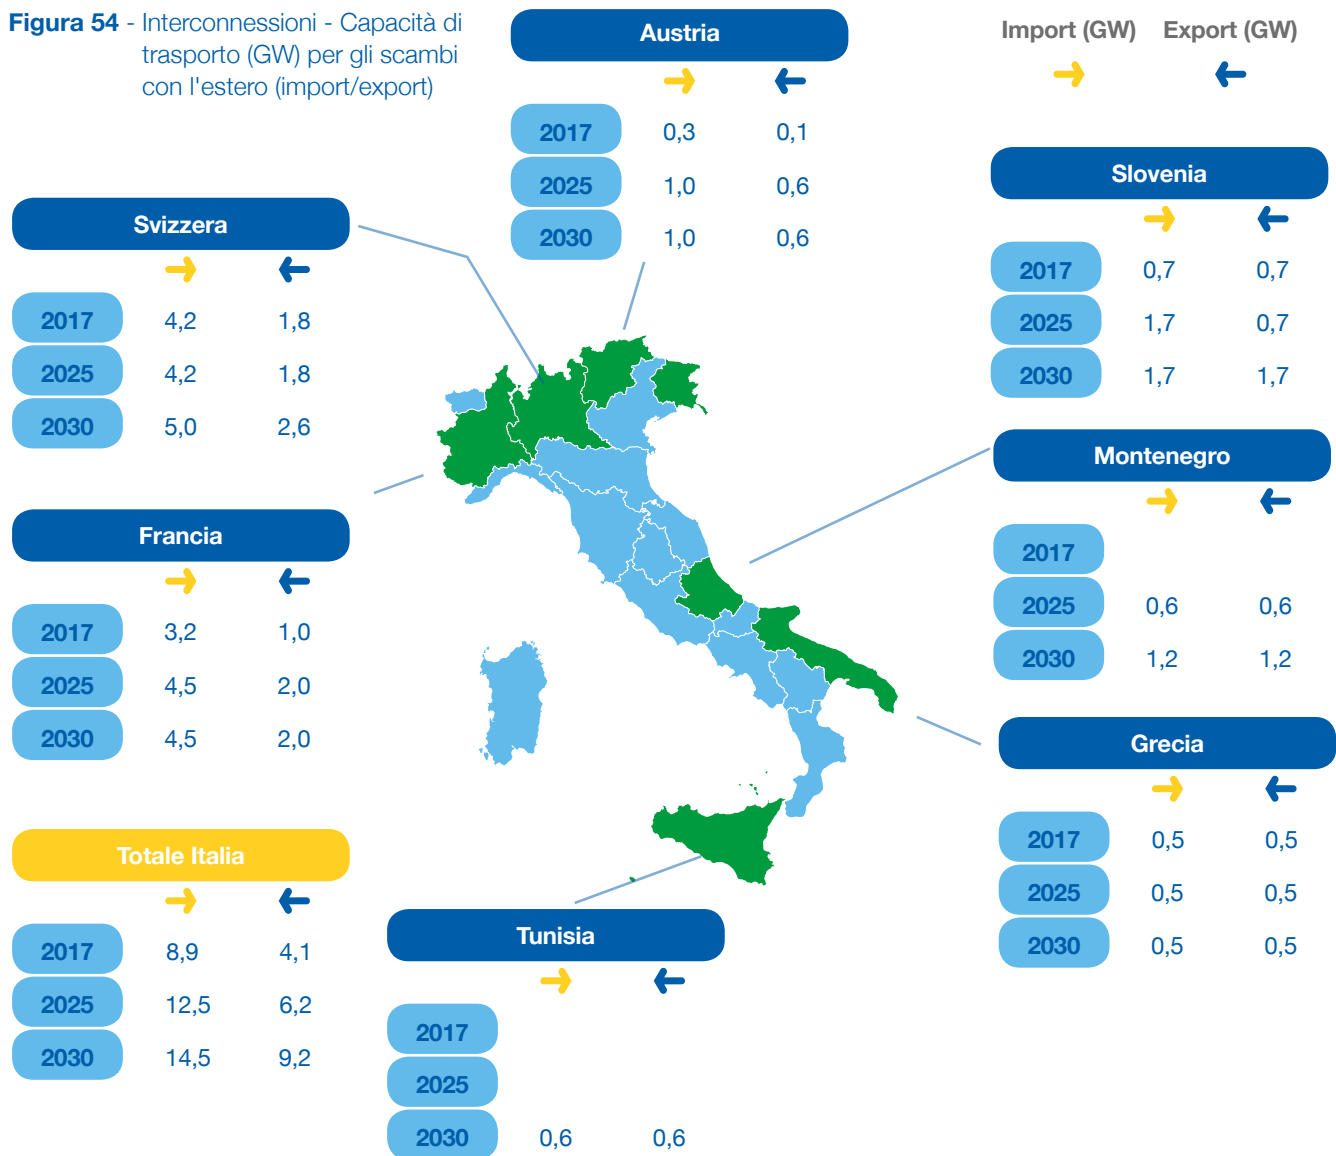 Figura 54 - Interconnessioni - Capacità di
trasporto (GW) per gli scambi
con l'estero (import/export)
Import (GW) Export (GW)
Austria
2017 0,3 0,1
2025 1,0 0,6
2030 1,0 0,6
Slovenia
2017 0,7 0,7
2025 1,7 0,7
2030 1,7 1,7
Svizzera
2017 4,2 1,8
2025 4,2 1,8
2030 5,0 2,6
Montenegro
2017
2025 0,6 0,6
2030 1,2 1,2
Francia
2017 3,2 1,0
2025 4,5 2,0
2030 4,5 2,0
Grecia
2017 0,5 0,5
2025 0,5 0,5
2030 0,5 0,5
Totale Italia
2017 8,9 4,1
2025 12,5 6,2
2030 14,5 9,2
Tunisia
2017
2025
2030 0,6 0,6